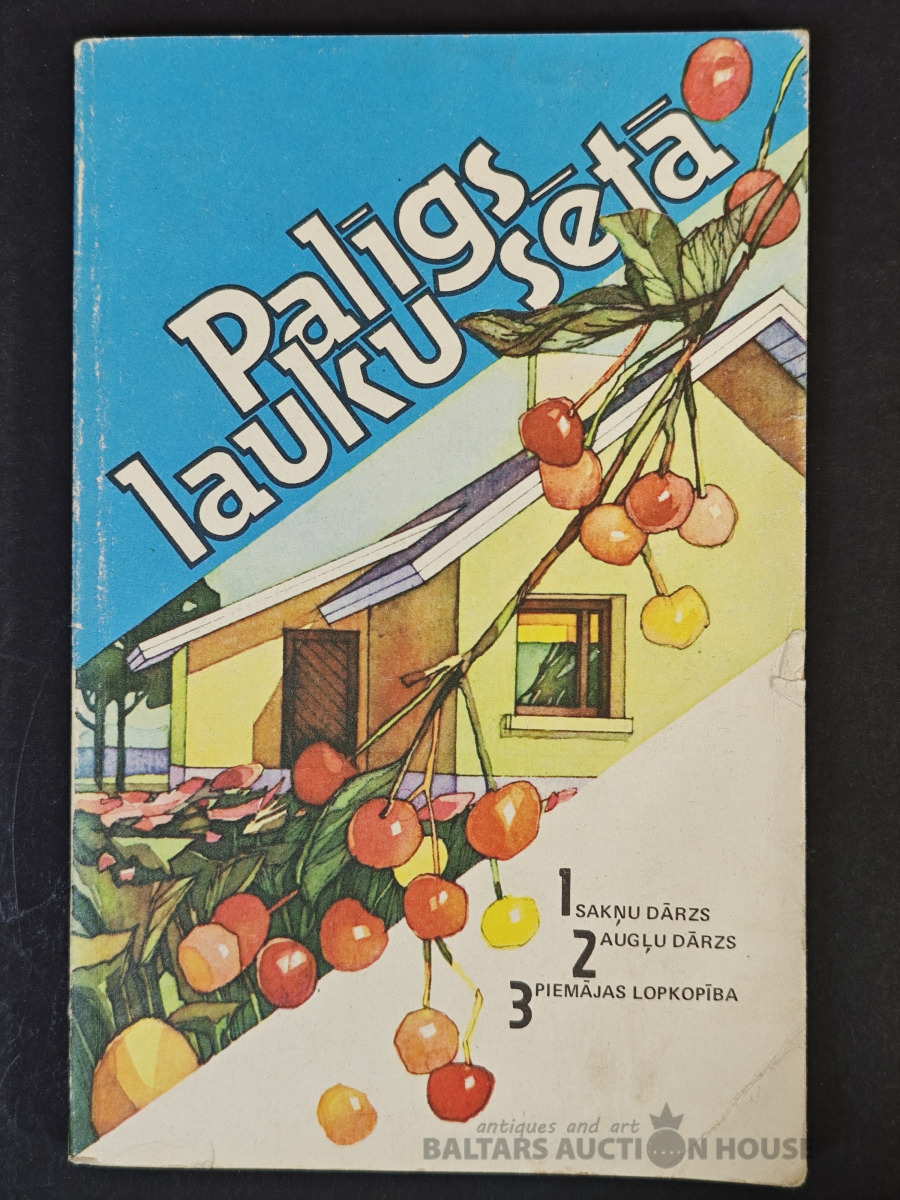 Palīgs
lauku sētā
1 SAKŅU DĀRZS
2 AUGĻU DĀRZS
3 PIEMĀJAS LOPKOPĪBA
antiques and art
BALTARS AUCTION HOUSE